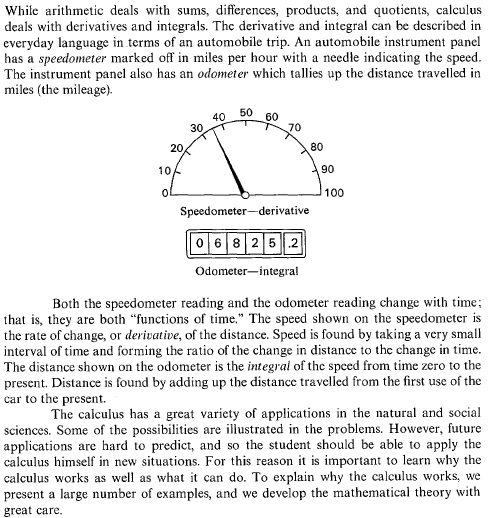 While arithmetic deals with sums, differences, products, and quotients, calculus
deals with derivatives and integrals. The derivative and integral can be described in
everyday language in terms of an automobile trip. An automobile instrument panel
has a speedometer marked off in miles per hour with a needle indicating the speed.
The instrument panel also has an odometer which tallies up the distance travelled in
miles (the mileage).
50
40 60
30 70
20 80
10 90
0 100
Speedometer—derivative
0 6 8 2 5 .2
Odometer—integral
Both the speedometer reading and the odometer reading change with time;
that is, they are both “functions of time.” The speed shown on the speedometer is
the rate of change, or derivative, of the distance. Speed is found by taking a very small
interval of time and forming the ratio of the change in distance to the change in time.
The distance shown on the odometer is the integral of the speed from time zero to the
present. Distance is found by adding up the distance travelled from the first use of the
car to the present.
The calculus has a great variety of applications in the natural and social
sciences. Some of the possibilities are illustrated in the problems. However, future
applications are hard to predict, and so the student should be able to apply the
calculus himself in new situations. For this reason it is important to learn why the
calculus works as well as what it can do. To explain why the calculus works, we
present a large number of examples, and we develop the mathematical theory with
great care.